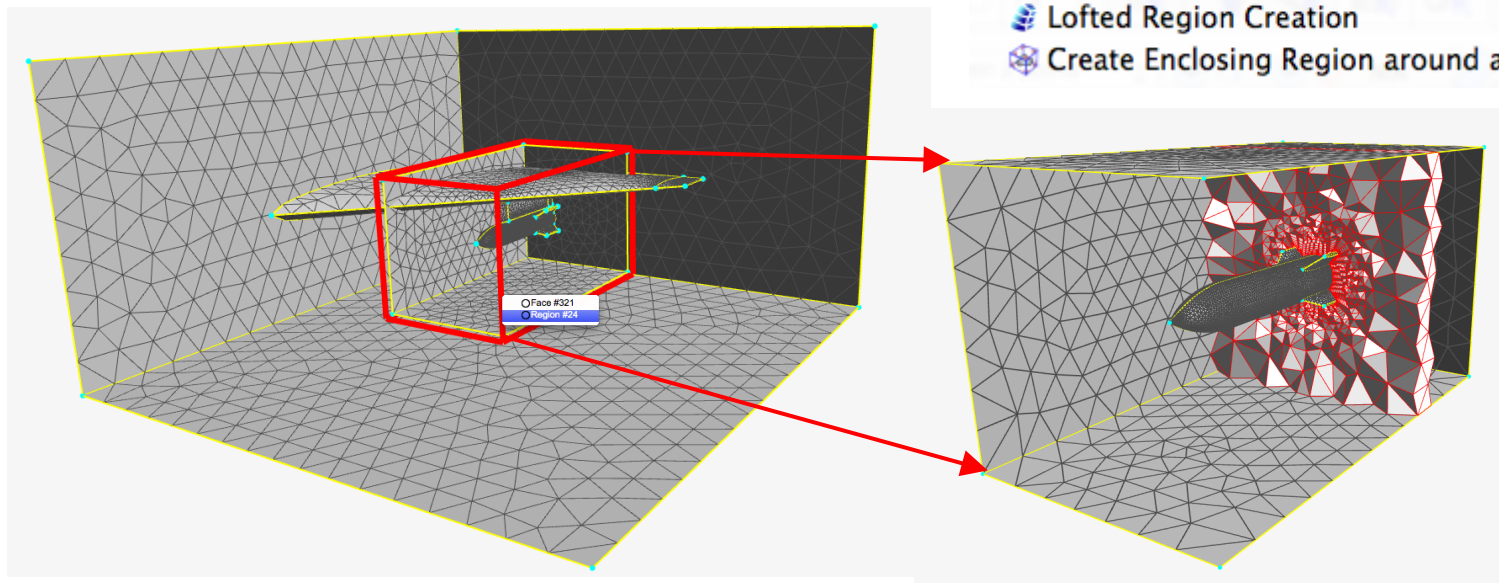 Lofted Region Creation
Create Enclosing Region around a
Face #321
Region #24